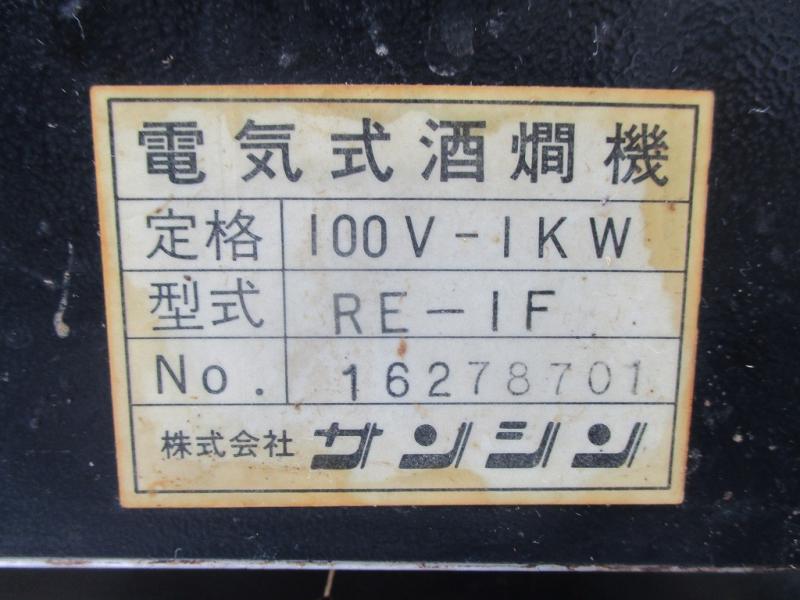 電気式酒燗機
定格 100V-1KW
型式 RE-1F
No. 16278701
株式会社 サンシン